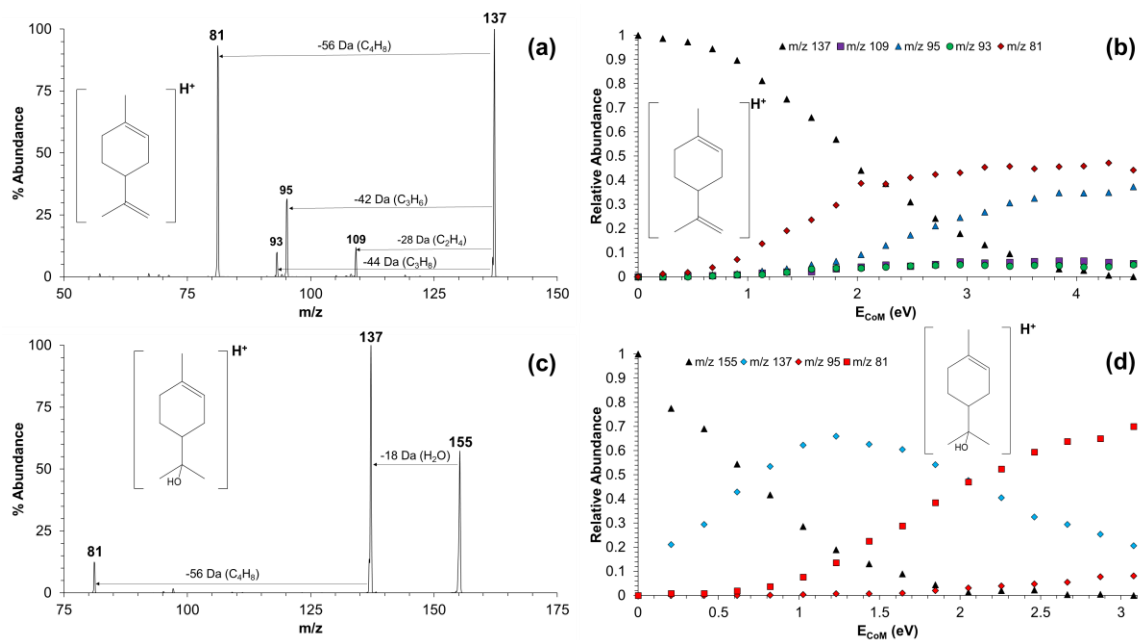 (a)
% Abundance
100
75
50
25
0
50
75
100
125
150
m/z
81
137
95
93
109
-56 Da (C4H8)
-42 Da (C3H6)
-28 Da (C2H4)
-44 Da (C3H8)
H+
(b)
Relative Abundance
1
0.9
0.8
0.7
0.6
0.5
0.4
0.3
0.2
0.1
0
0
1
2
3
4
ECoM (eV)
m/z 137 m/z 109 m/z 95 m/z 93 m/z 81
H+
(c)
% Abundance
100
75
50
25
0
75
100
125
150
175
m/z
137
155
81
-18 Da (H2O)
-56 Da (C4H8)
H+
HO
(d)
Relative Abundance
1
0.9
0.8
0.7
0.6
0.5
0.4
0.3
0.2
0.1
0
0
0.5
1
1.5
2
2.5
3
ECoM (eV)
m/z 155 m/z 137 m/z 95 m/z 81
H+
HO